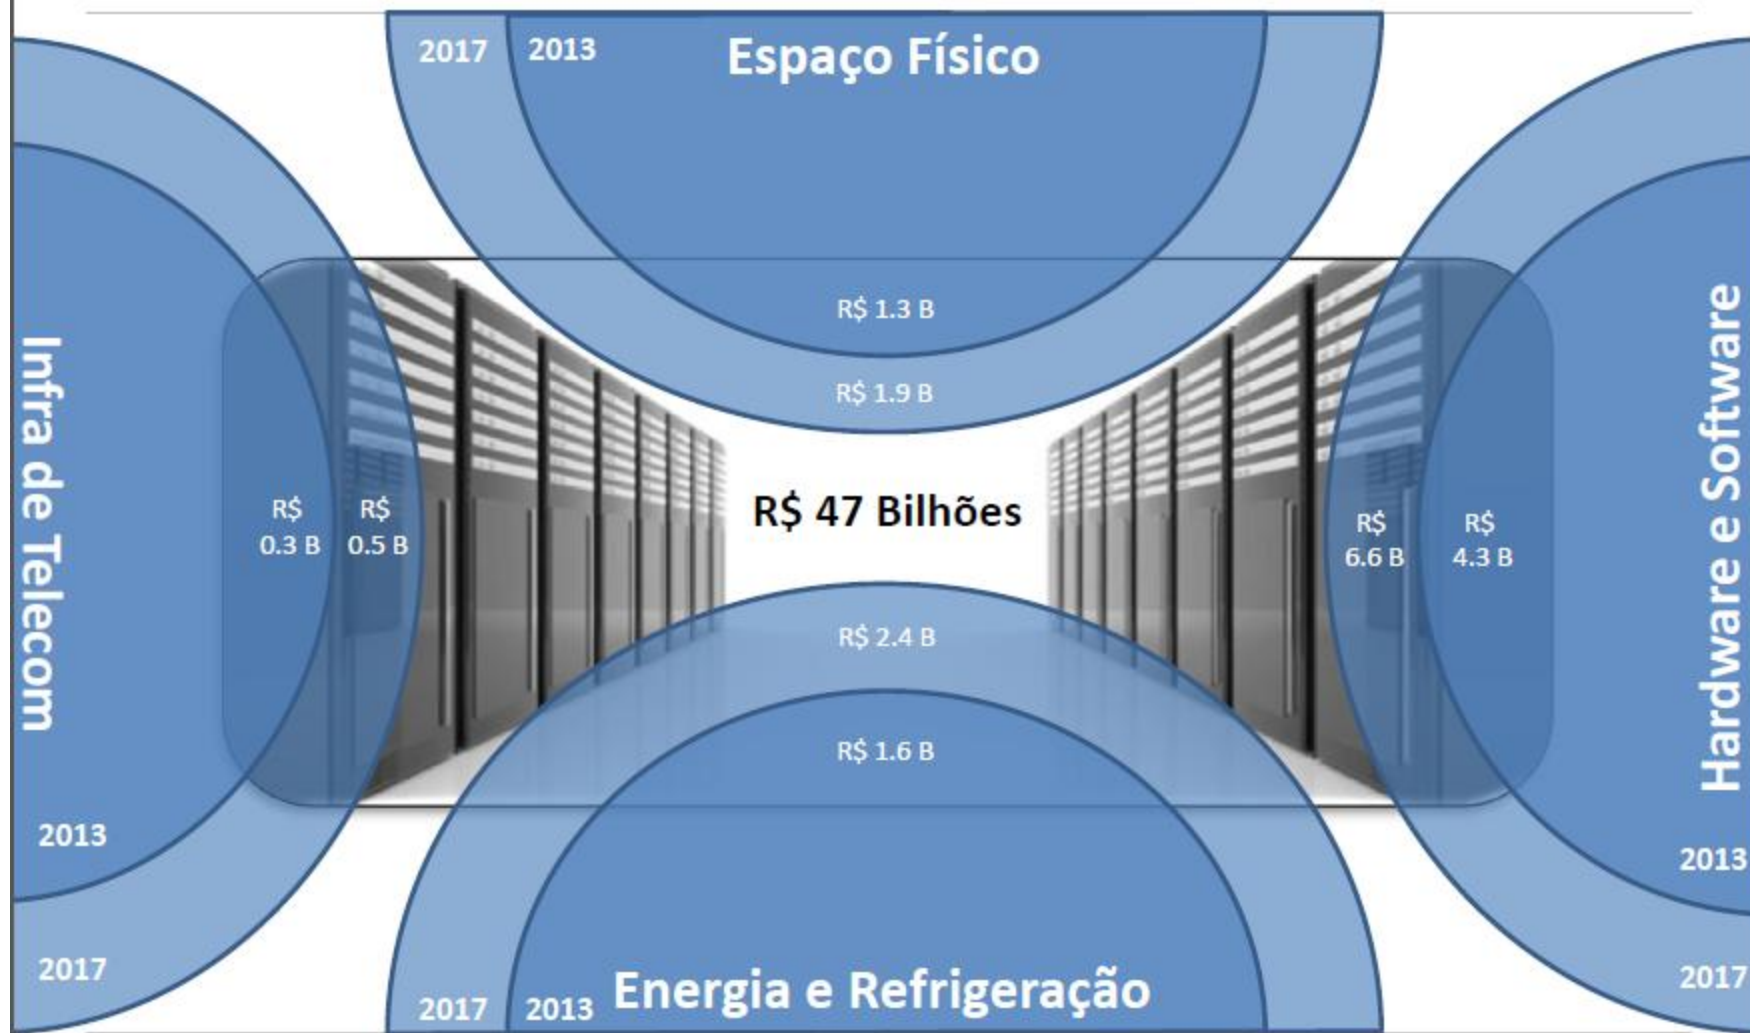 2017 2013 Espaço Físico
R$ 1.3 B
R$ 1.9 B
Infra de Telecom
R$
0.3 B
R$
0.5 B
2013
2017
R$ 47 Bilhões
Hardware e Software
R$
6.6 B
R$
4.3 B
2013
2017
R$ 2.4 B
R$ 1.6 B
2017 2013 Energia e Refrigeração